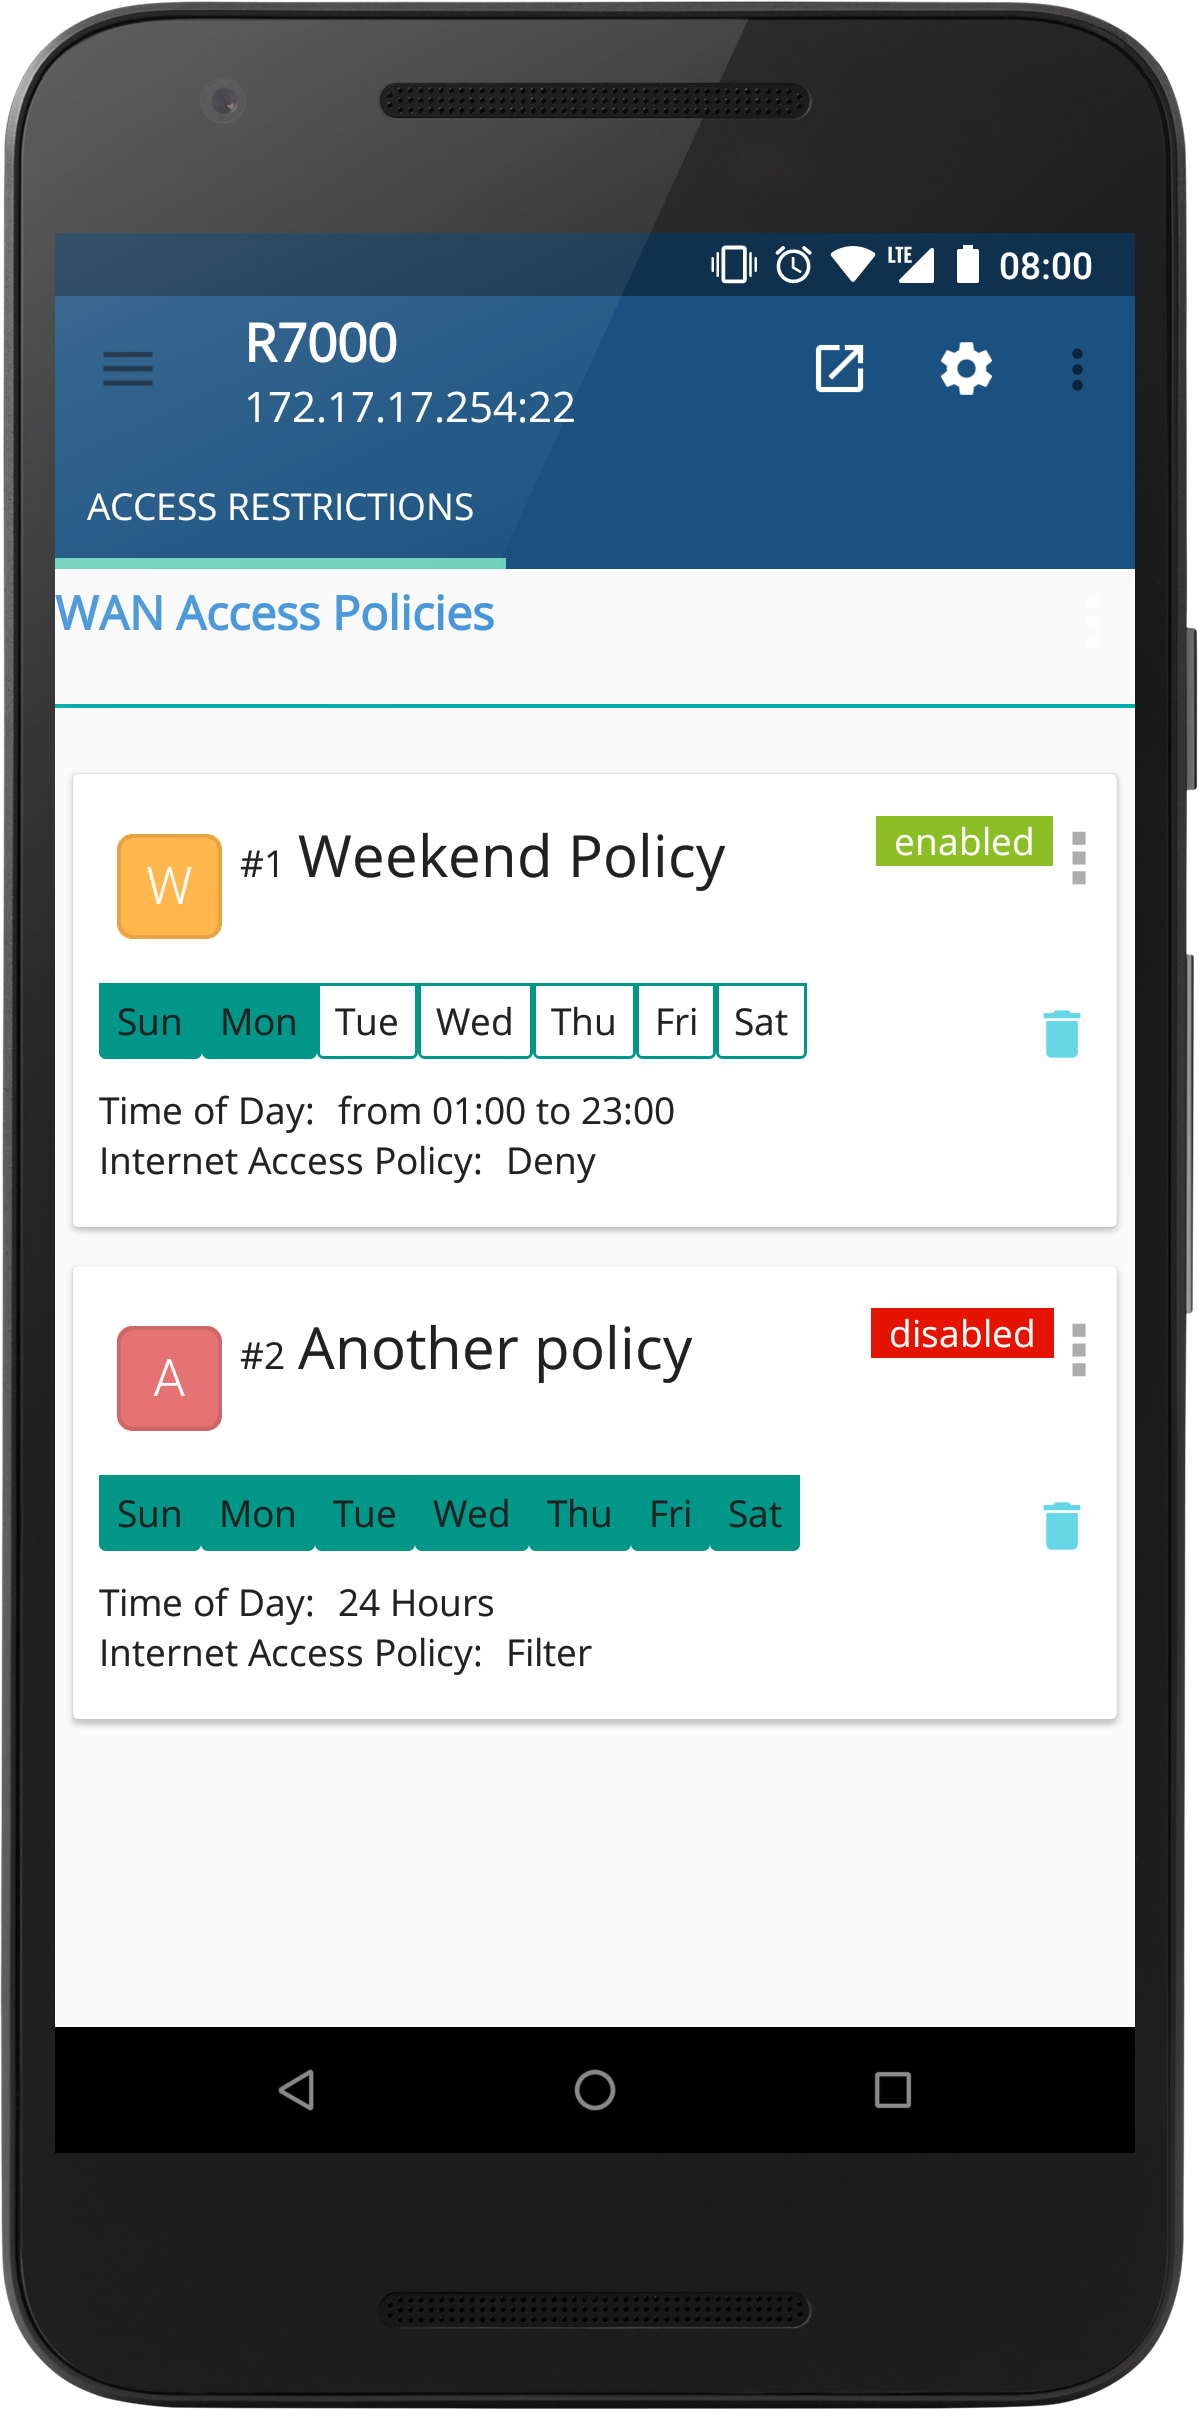 LTE 08:00
R7000
172.17.17.254:22
ACCESS RESTRICTIONS
WAN Access Policies
W #1 Weekend Policy enabled
Sun Mon Tue Wed Thu Fri Sat
Time of Day: from 01:00 to 23:00
Internet Access Policy: Deny
A #2 Another policy disabled
Sun Mon Tue Wed Thu Fri Sat
Time of Day: 24 Hours
Internet Access Policy: Filter